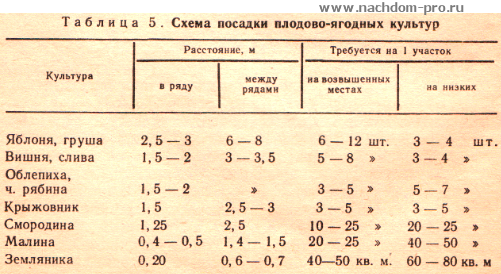 www.nachdom-pro.ru
Таблица 5. Схема посадки плодово-ягодных культур
Культура Расстояние, м Требуется на 1 участок
в ряду между рядами на возвышенных местах на низких
Яблоня, груша 2,5 — 3 6 — 8 6 — 12 шт. 3 — 4 шт.
Вишня, слива 1,5 — 2 3 — 3,5 5 — 8 » 3 — 4 »
Облепиха,
ч. рябина 1,5 — 2 » 3 — 5 » 5 — 7 »
Крыжовник 1,5 2,5 — 3 3 — 5 » 3 — 5 »
Смородина 1,25 2,5 10 — 25 » 20 — 25 »
Малина 0,4 — 0,5 1,4 — 1,5 20 — 25 » 40 — 50 »
Земляника 0,20 0,6 — 0,7 40—50 кв. м. 60 — 80 кв. м